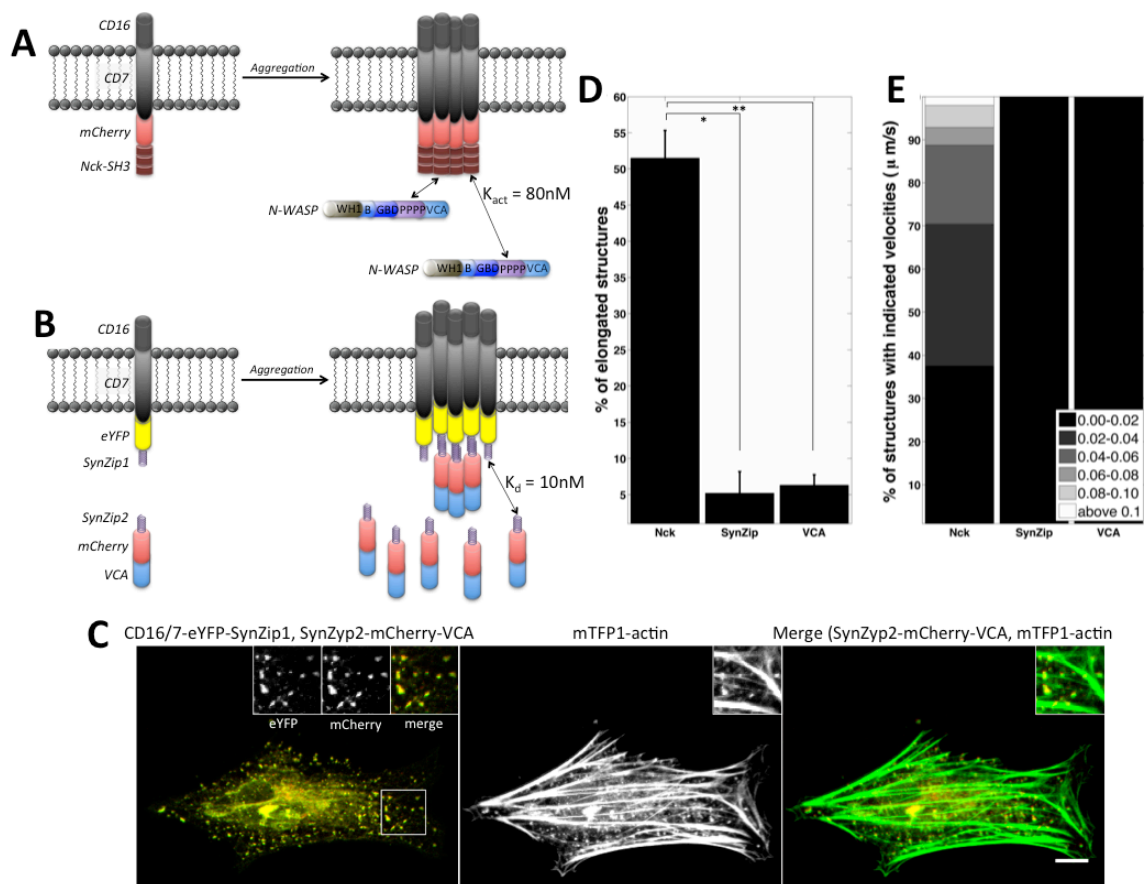 A
CD16
CD7
mCherry
Nck-SH3
Aggregation
Kact = 80nM
N-WASP
WH1 B GBD PPPP VCA
N-WASP
WH1 B GBD PPPP VCA
B
CD16
CD7
eYFP
SynZip1
SynZip2
mCherry
VCA
Aggregation
Kd = 10nM
D
% of elongated structures
60
55
50
45
40
35
30
25
20
15
10
5
*
**
Nck SynZip VCA
E
% of structures with indicated velocities (μ m/s)
90
80
70
60
50
40
30
20
10
0.00-0.02
0.02-0.04
0.04-0.06
0.06-0.08
0.08-0.10
above 0.1
Nck SynZip VCA
C
CD16/7-eYFP-SynZip1, SynZyp2-mCherry-VCA
mTFP1-actin
Merge (SynZyp2-mCherry-VCA, mTFP1-actin
eYFP mCherry merge